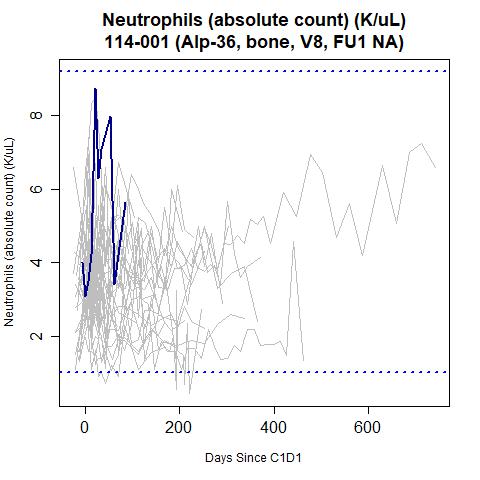 Neutrophils (absolute count) (K/uL)
114-001 (Alp-36, bone, V8, FU1 NA)
Neutrophils (absolute count) (K/uL)
8
6
4
2
0
200
400
600
Days Since C1D1